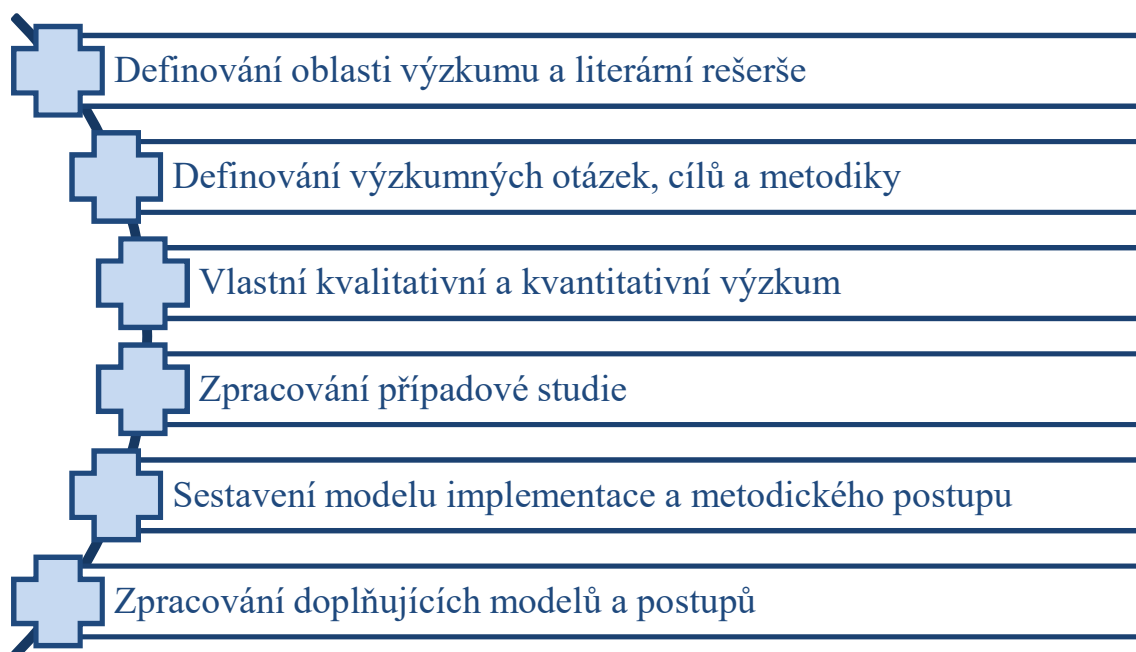 Definování oblasti výzkumu a literární rešerše
Definování výzkumných otázek, cílů a metodiky
Vlastní kvalitativní a kvantitativní výzkum
Zpracování případové studie
Sestavení modelu implementace a metodického postupu
Zpracování doplňujících modelů a postupů